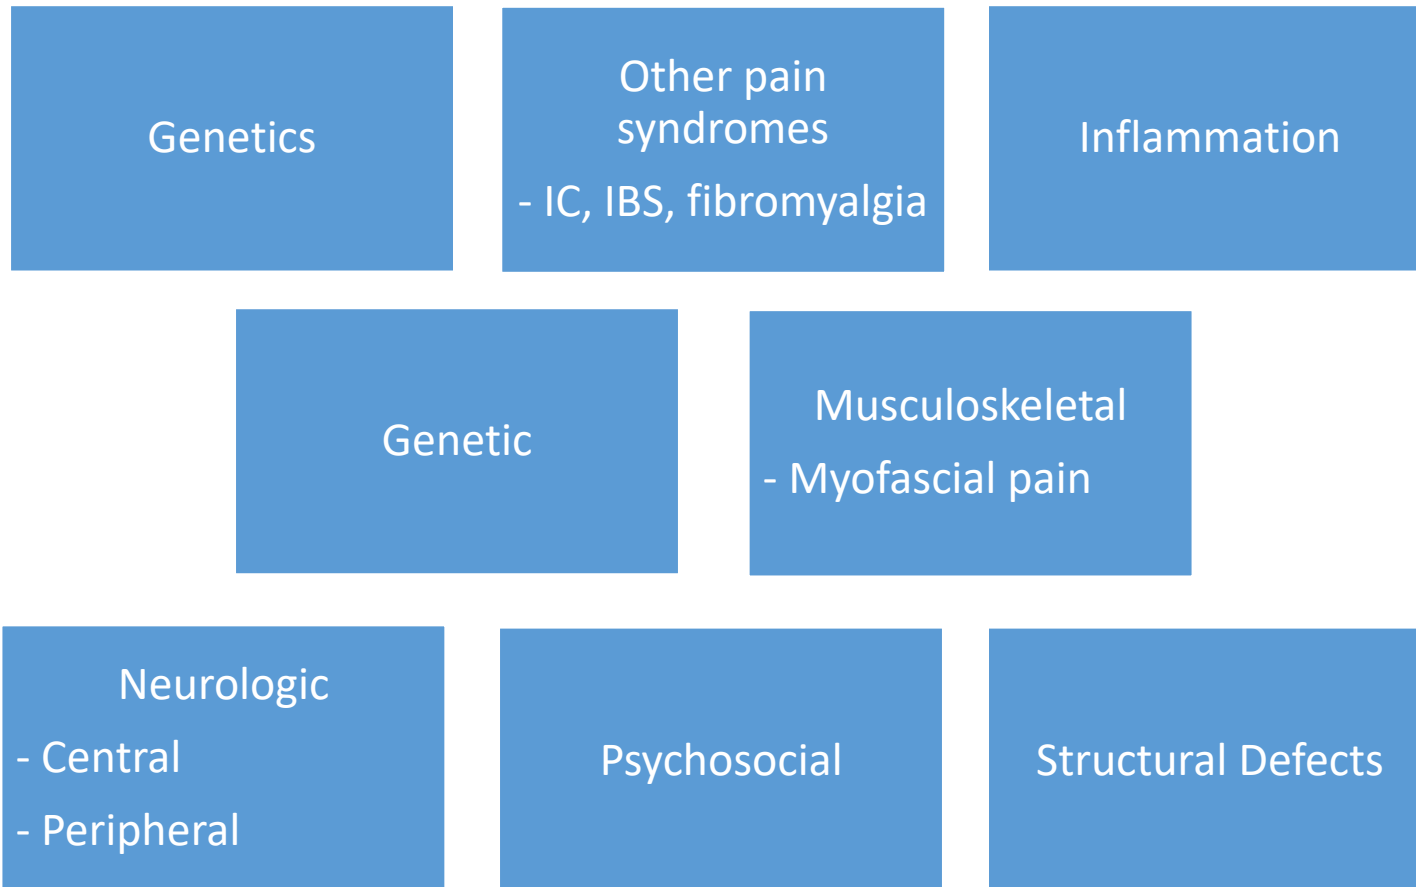 Genetics
Other pain
syndromes
- IC, IBS, fibromyalgia
Inflammation
Genetic
Musculoskeletal
- Myofascial pain
Neurologic
- Central
- Peripheral
Psychosocial
Structural Defects